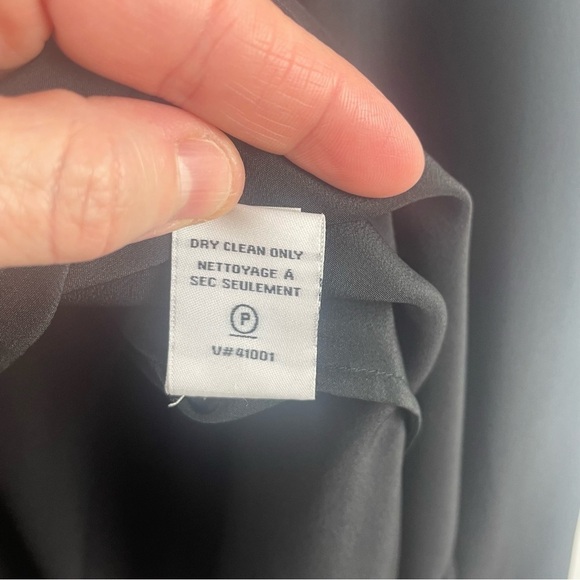 DRY CLEAN ONLY
NETTOYAGE À
SEC SEULEMENT
P
V# 41001